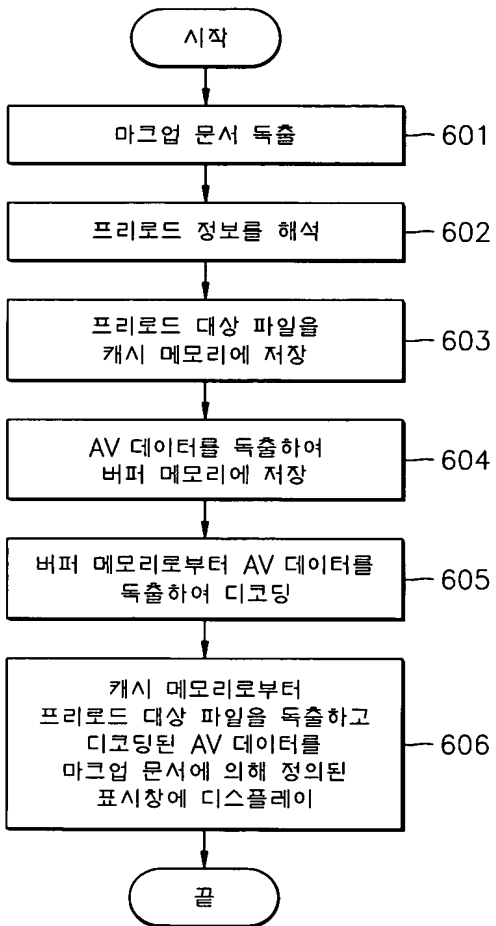 시작
마크업 문서 독출
601
프리로드 정보를 해석
602
프리로드 대상 파일을
캐시 메모리에 저장
603
AV 데이터를 독출하여
버퍼 메모리에 저장
604
버퍼 메모리로부터 AV 데이터를
독출하여 디코딩
605
캐시 메모리로부터
프리로드 대상 파일을 독출하고
디코딩된 AV 데이터를
마크업 문서에 의해 정의된
표시창에 디스플레이
606
끝